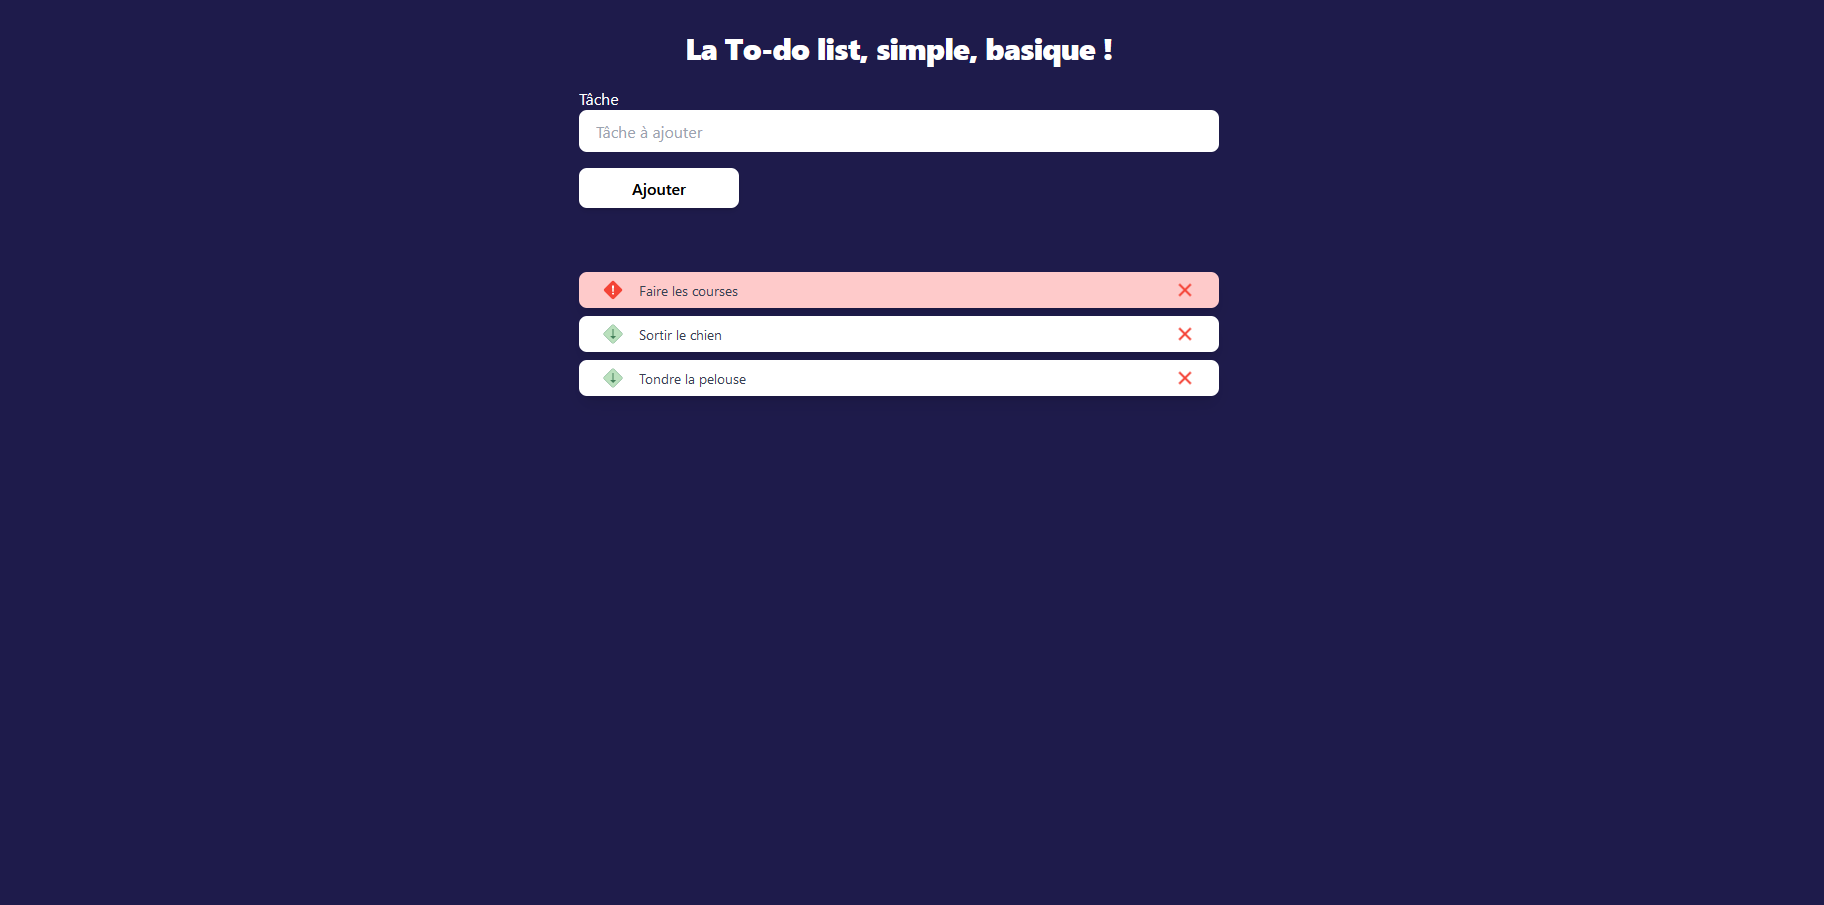 La To-do list, simple, basique !
Tâche
Tâche à ajouter
Ajouter
Faire les courses
Sortir le chien
Tondre la pelouse